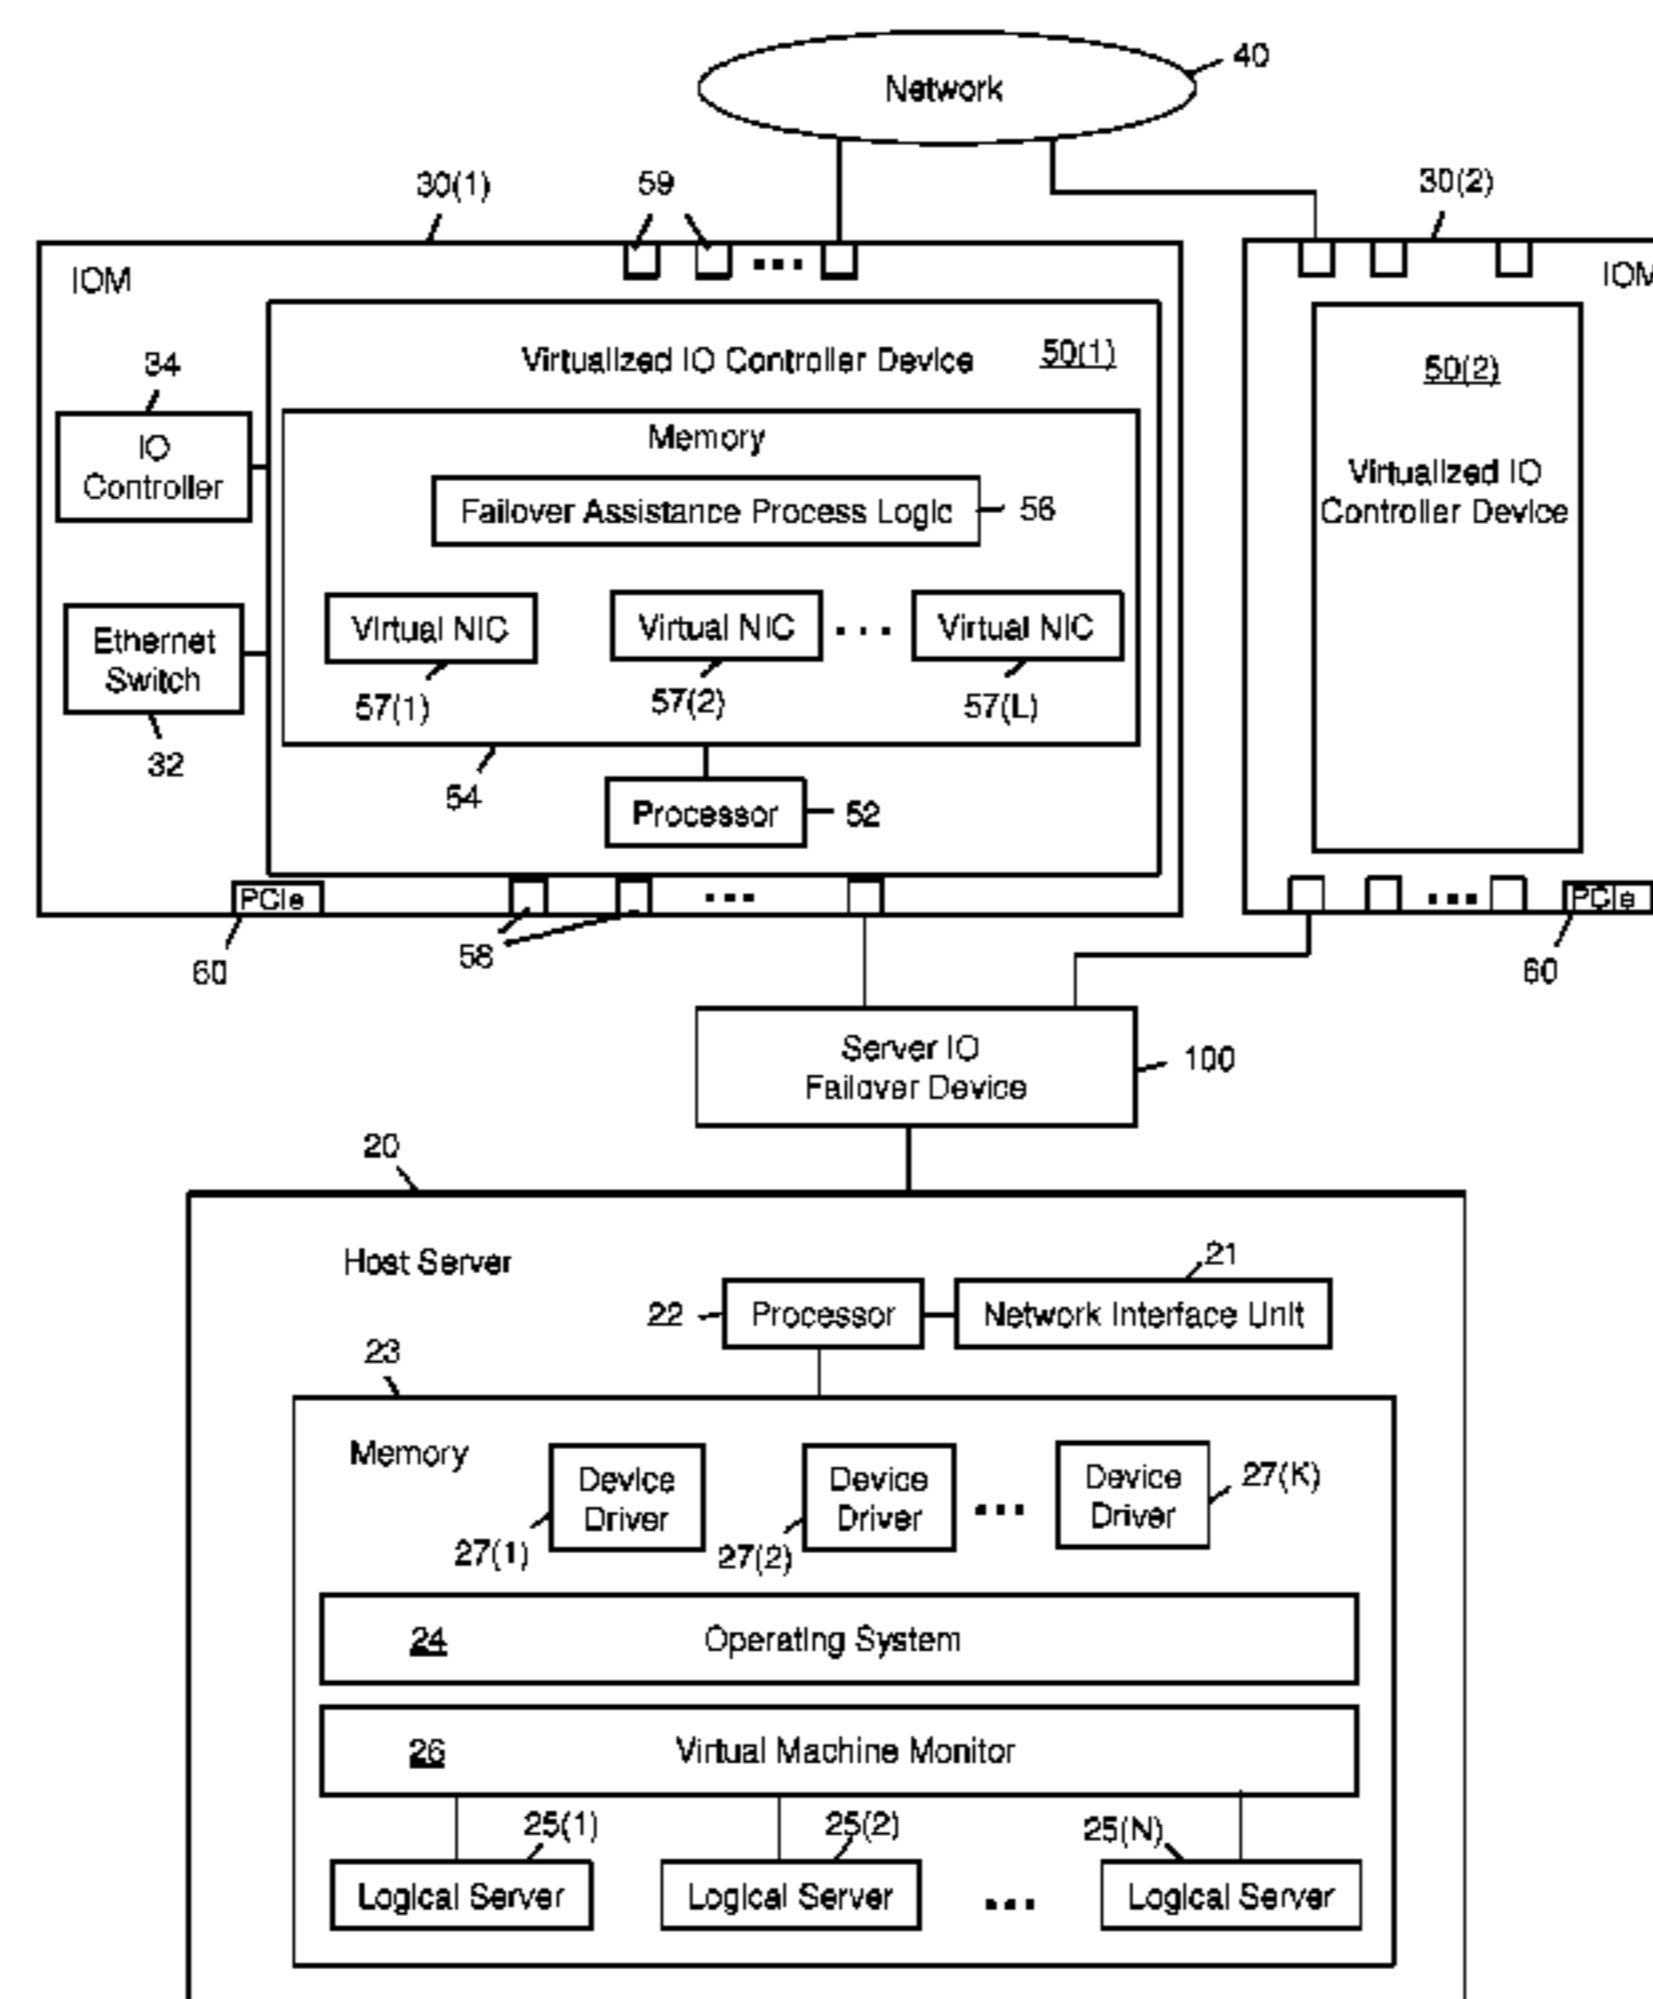 40
Network
30(1)
59
30(2)
IOM
IOM
34
IO
Controller
Virtualized IO Controller Device
50(1)
50(2)
Memory
Virtualized IO
Controller Device
Failover Assistance Process Logic
56
Ethernet
Switch
32
Virtual NIC
Virtual NIC
Virtual NIC
57(1)
57(2)
57(L)
54
Processor
52
PCIe
PCIe
60
58
60
Server IO
Failover Device
100
20
Host Server
21
22
Processor
Network Interface Unit
23
Memory
Device
Driver
Device
Driver
Device
Driver
27(1)
27(2)
27(K)
24
Operating System
26
Virtual Machine Monitor
25(1)
25(2)
25(N)
Logical Server
Logical Server
Logical Server